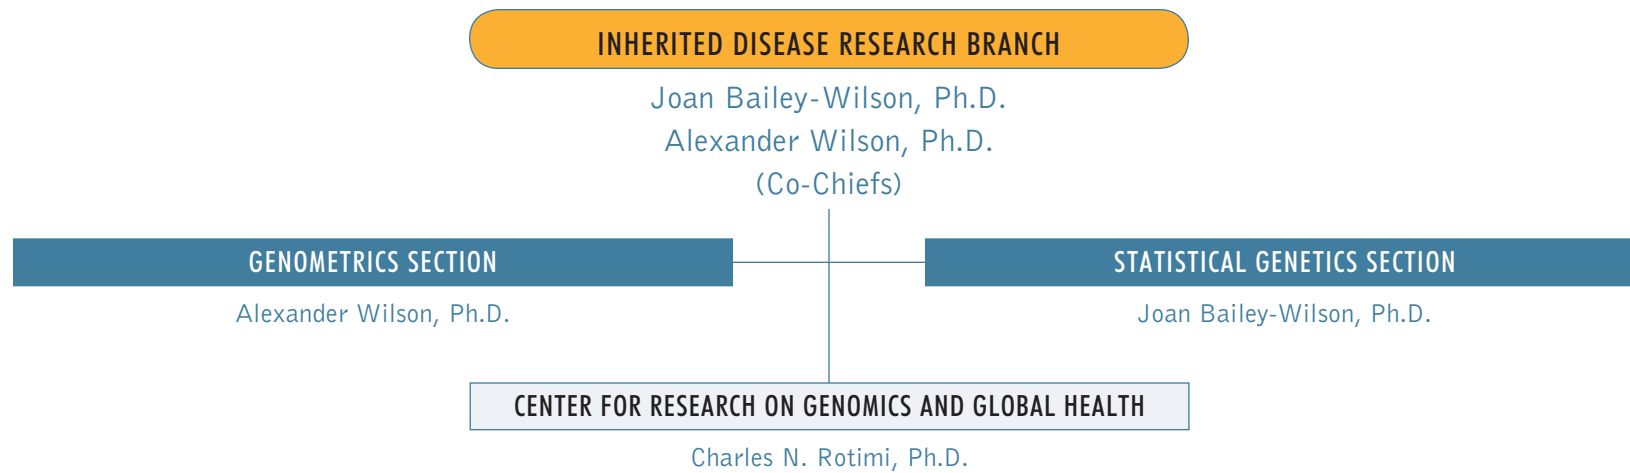 INHERITED DISEASE RESEARCH BRANCH
Joan Bailey-Wilson, Ph.D.
Alexander Wilson, Ph.D.
(Co-Chiefs)
GENOMETRICS SECTION
Alexander Wilson, Ph.D.
STATISTICAL GENETICS SECTION
Joan Bailey-Wilson, Ph.D.
CENTER FOR RESEARCH ON GENOMICS AND GLOBAL HEALTH
Charles N. Rotimi, Ph.D.